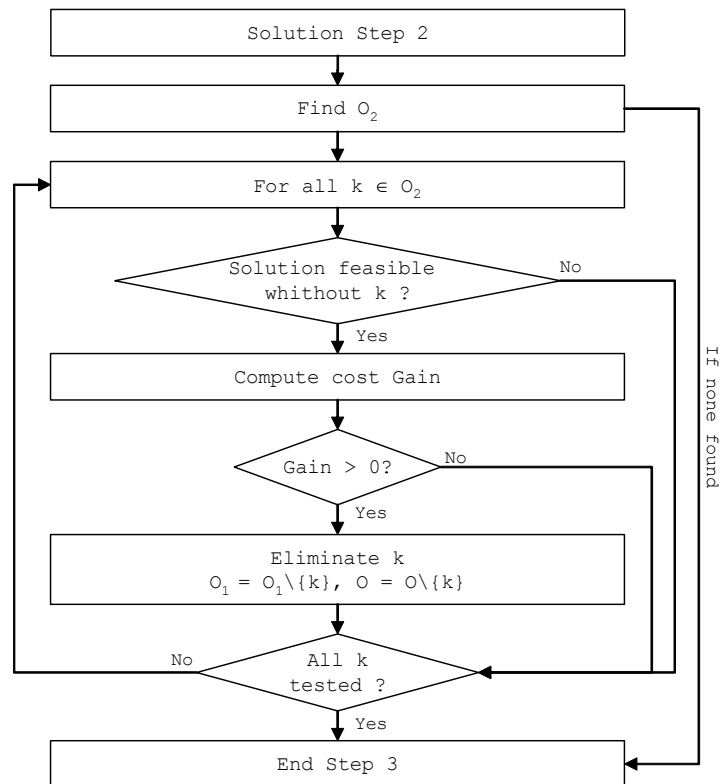 Solution Step 2
Find O₂
For all k ∈ O₂
Solution feasible
whithout k ?
No
Yes
Compute cost Gain
Gain > 0?
No
Yes
Eliminate k
O₁ = O₁\{k}, O = O\{k}
All k
tested ?
No
Yes
End Step 3
If none found